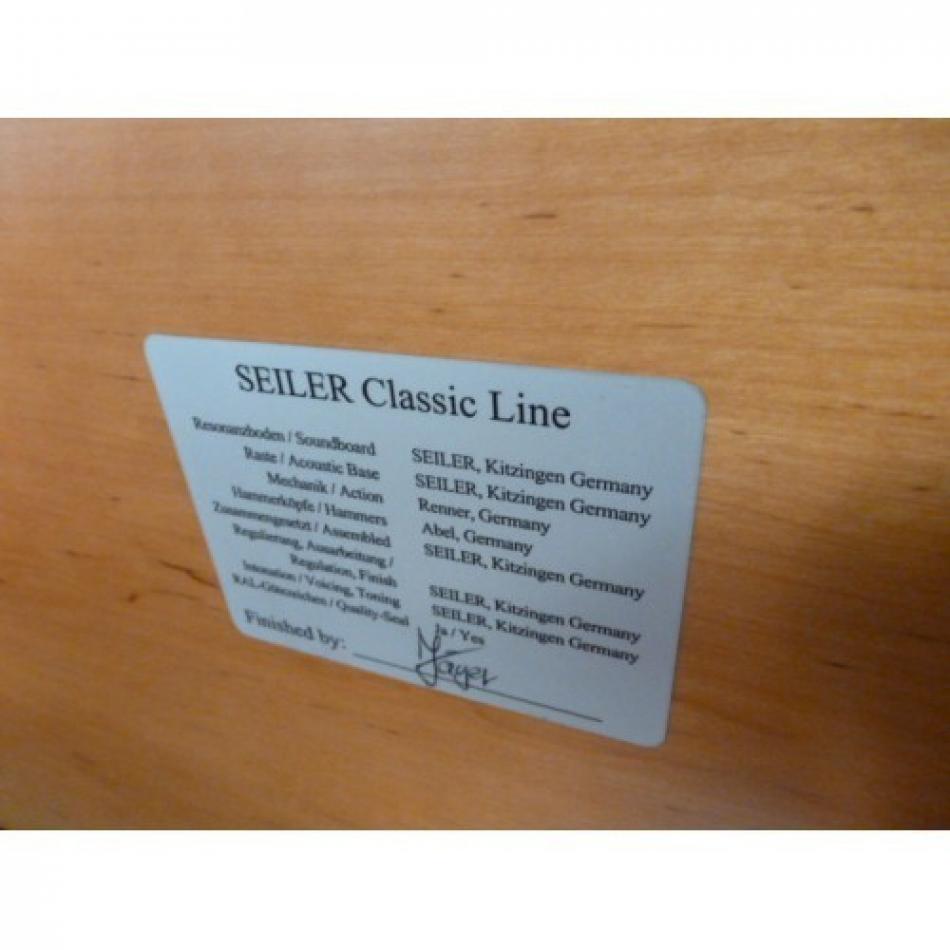 SEILER Classic Line
Resonanzboden / Soundboard SEILER, Kitzingen Germany
Raste / Acoustic Base SEILER, Kitzingen Germany
Mechanik / Action Renner, Germany
Hammerköpfe / Hammers Abel, Germany
Zusammengesetzt / Assembled SEILER, Kitzingen Germany
Regulierung, Ausarbeitung /
Regulation, Finish SEILER, Kitzingen Germany
Intonation / Voicing, Toning SEILER, Kitzingen Germany
RAL-Gütezeichen / Quality-Seal Ja / Yes
Finished by: